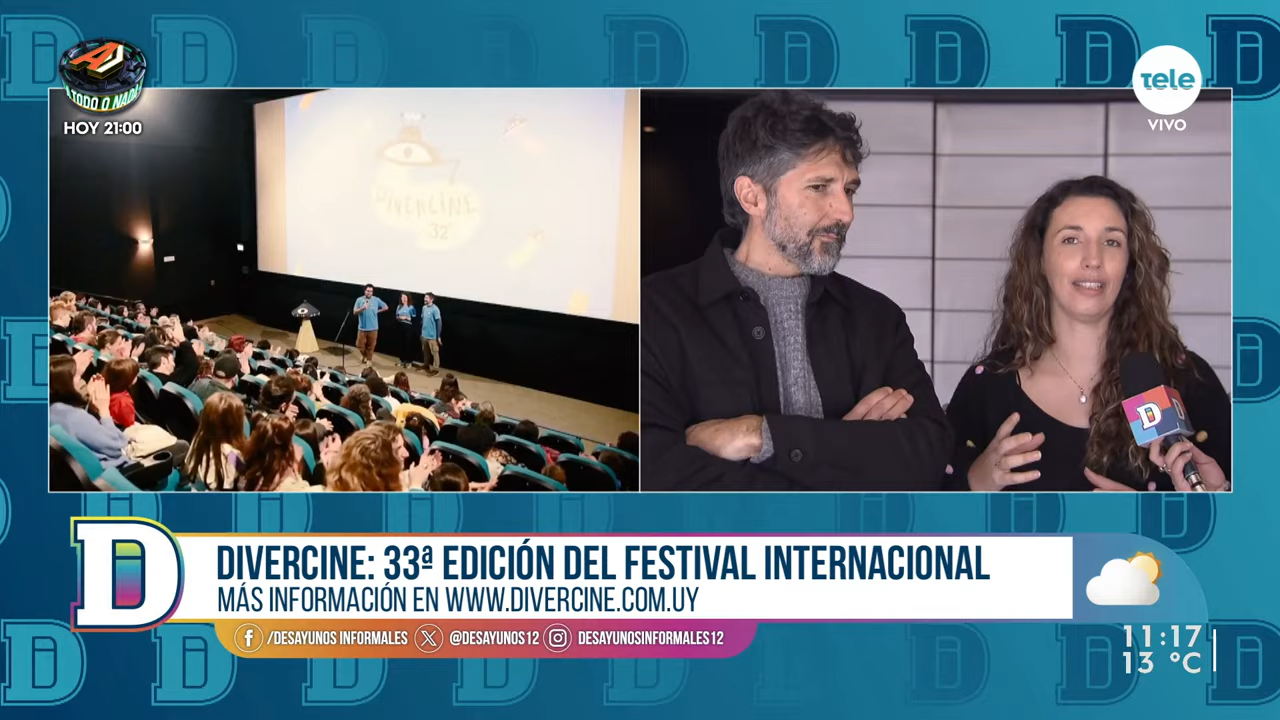 A TODO O NADA
HOY 21:00
tele
VIVO
DIVERCINE
32º
D
D
DIVERCINE: 33ª EDICIÓN DEL FESTIVAL INTERNACIONAL
MÁS INFORMACIÓN EN WWW.DIVERCINE.COM.UY
/DESAYUNOS INFORMALES @DESAYUNOS12 DESAYUNOSINFORMALES12
11:17
13 °C